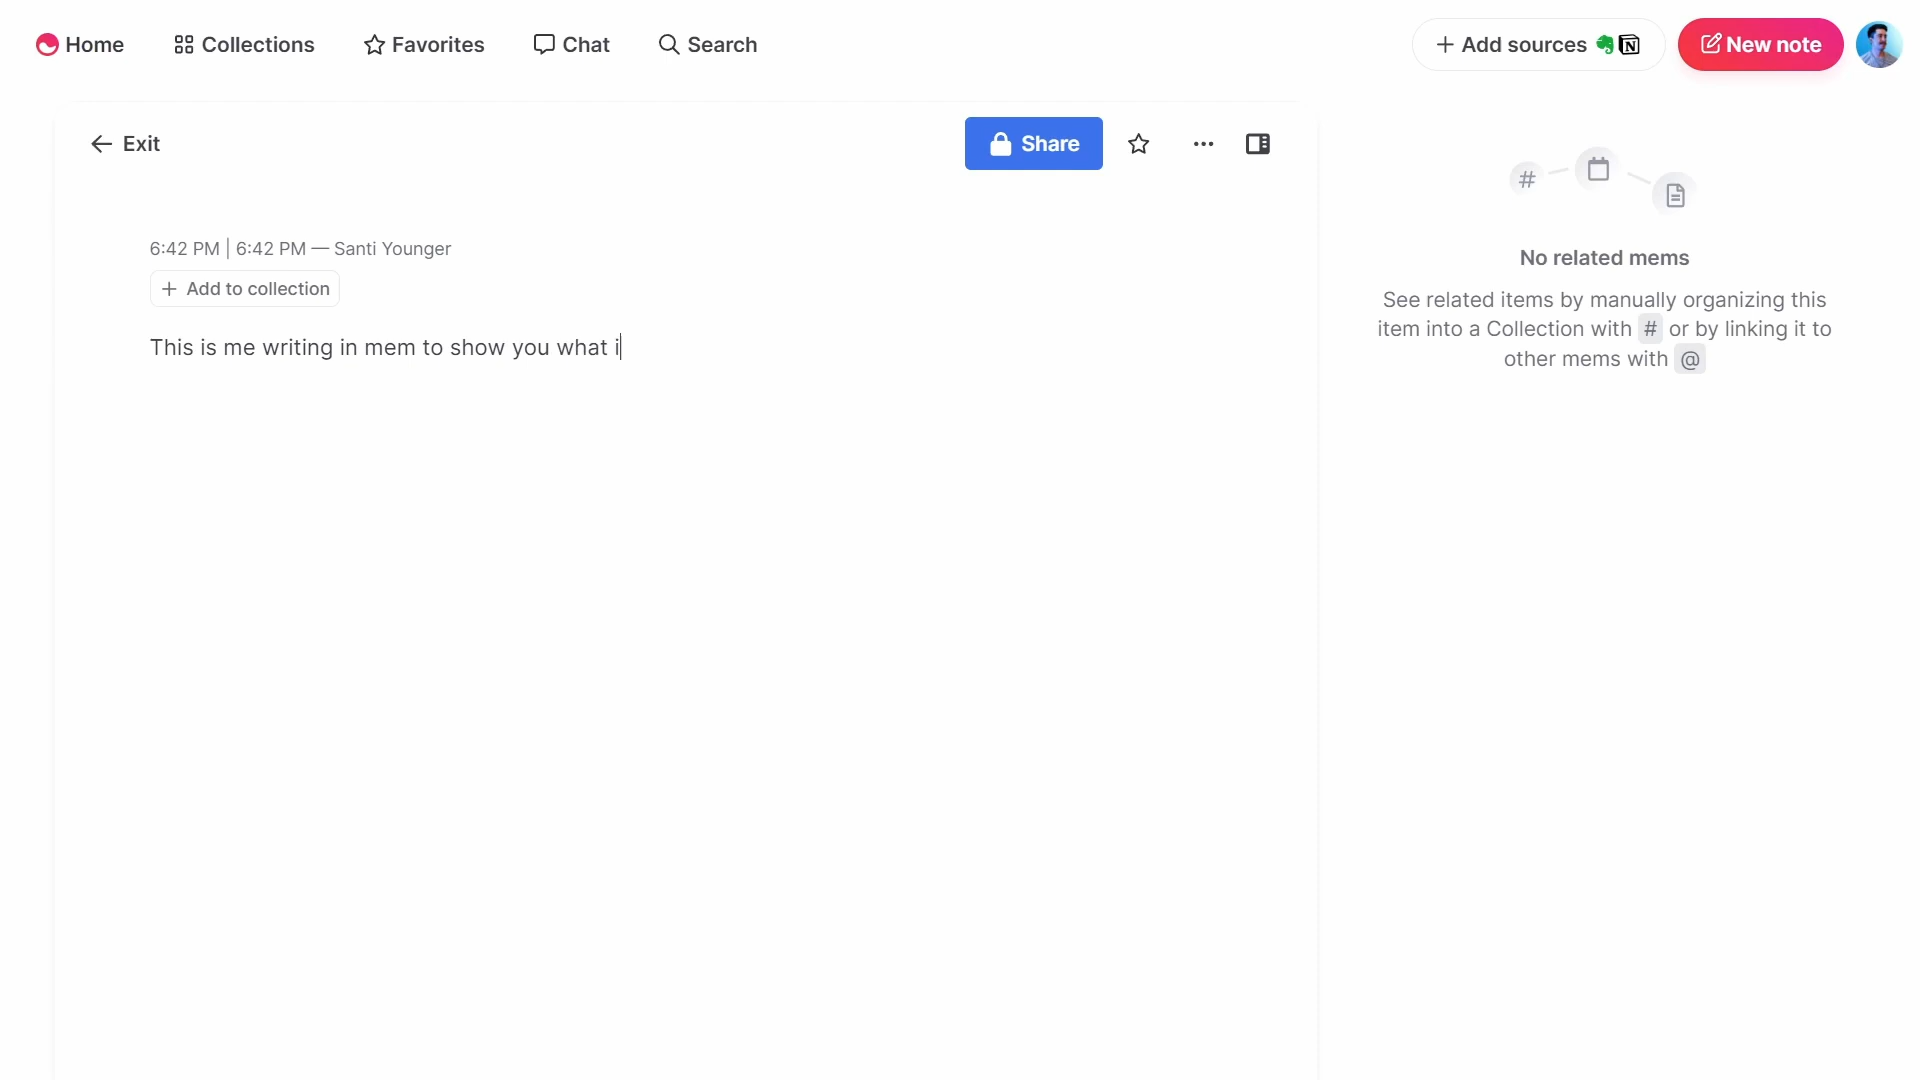 Home Collections Favorites Chat Search + Add sources New note
Exit Share
6:42 PM | 6:42 PM — Santi Younger
+ Add to collection
This is me writing in mem to show you what i
No related mems
See related items by manually organizing this
item into a Collection with # or by linking it to
other mems with @